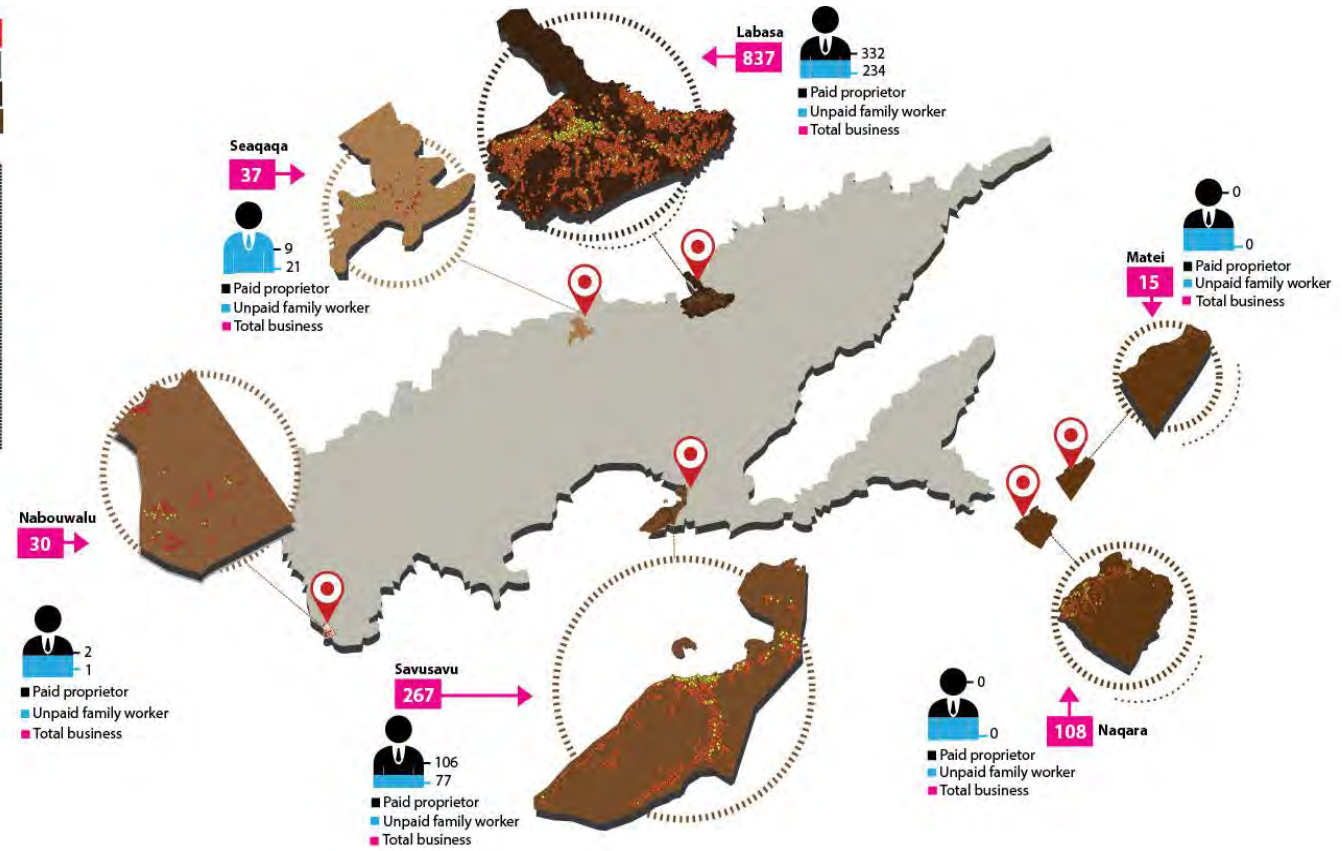 Labasa
837
332
234
Paid proprietor
Unpaid family worker
Total business
Seaqaqa
37
9
21
Paid proprietor
Unpaid family worker
Total business
0
0
Matei
15
Paid proprietor
Unpaid family worker
Total business
Nabouwalu
30
2
1
Paid proprietor
Unpaid family worker
Total business
Savusavu
267
106
77
Paid proprietor
Unpaid family worker
Total business
0
0
108
Naqara
Paid proprietor
Unpaid family worker
Total business